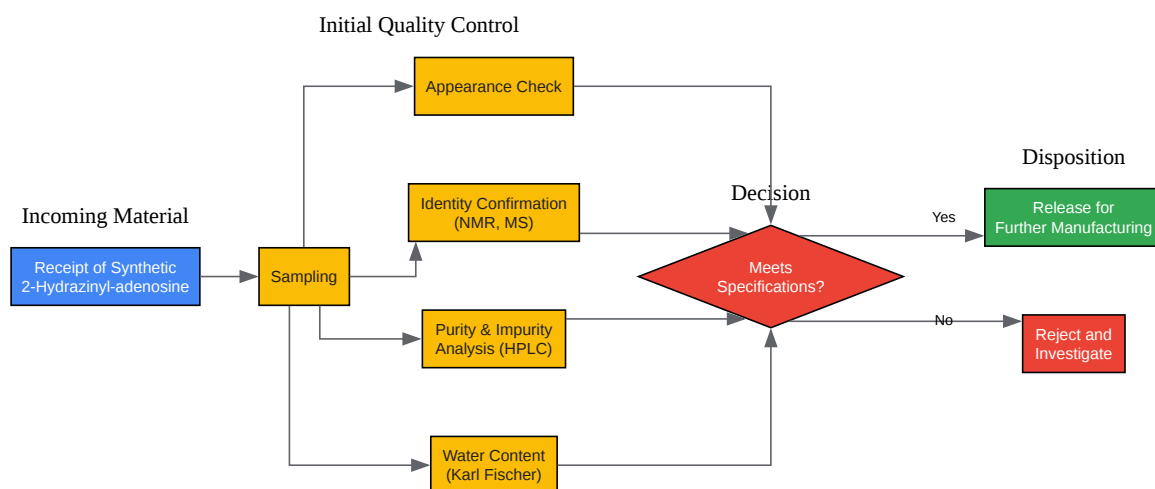 Initial Quality Control
Appearance Check
Disposition
Identity Confirmation
(NMR, MS)
Decision
Release for
Further Manufacturing
Yes
Incoming Material
Receipt of Synthetic
2-Hydrazinyl-adenosine
Sampling
Meets
Specifications?
Purity & Impurity
Analysis (HPLC)
No
Reject and
Investigate
Water Content
(Karl Fischer)